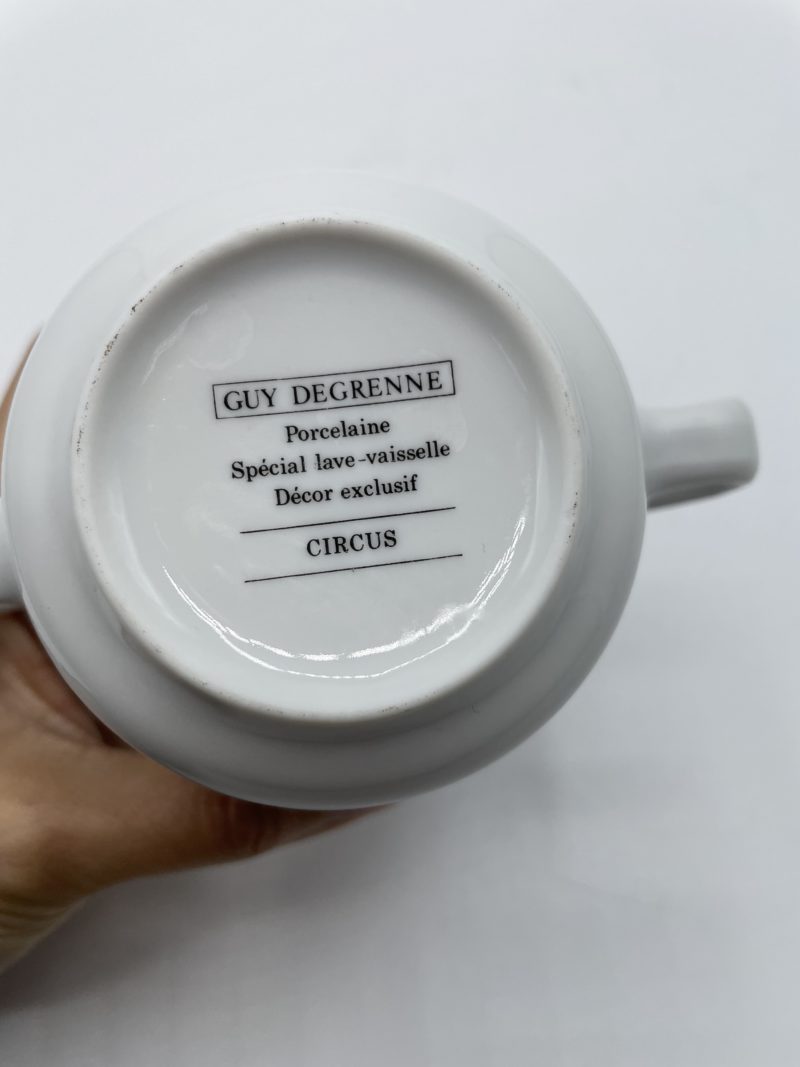 GUY DEGRENNE
Porcelaine
Spécial lave-vaisselle
Décor exclusif
CIRCUS